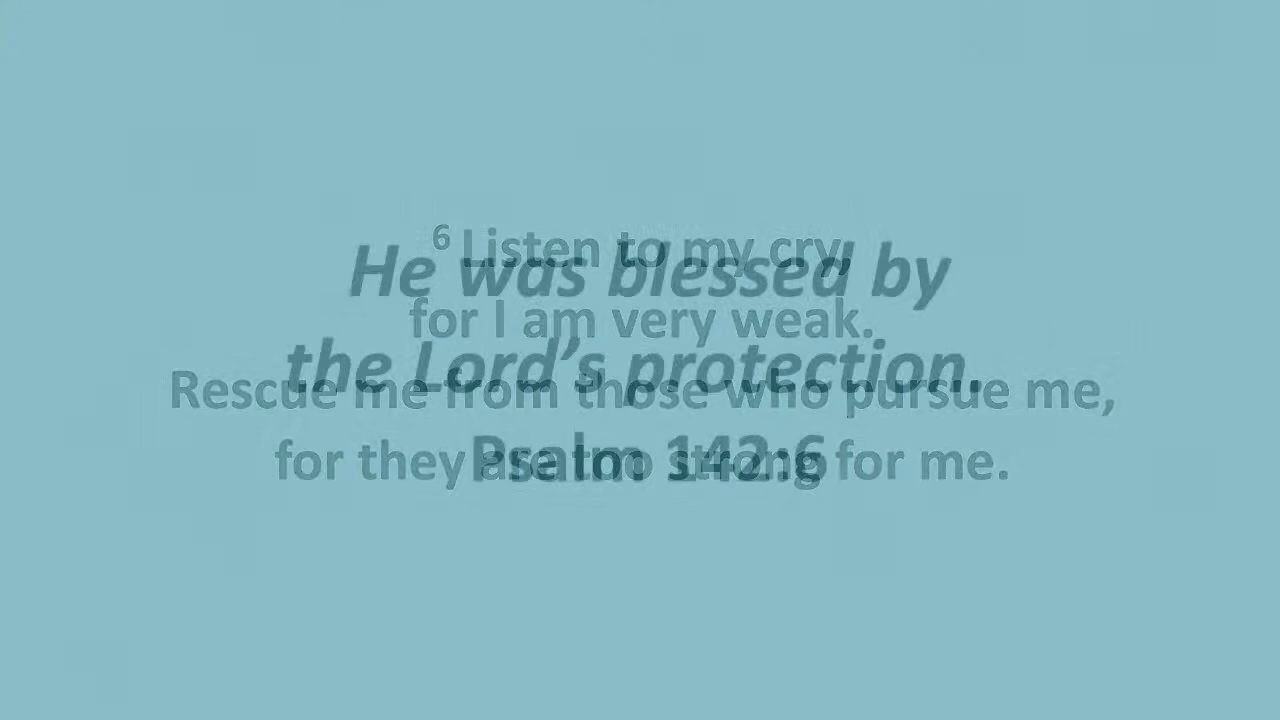 He was blessed by
the Lord's protection.
Psalm 142:6
⁶ Listen to my cry,
for I am very weak.
Rescue me from those who pursue me,
for they are too strong for me.